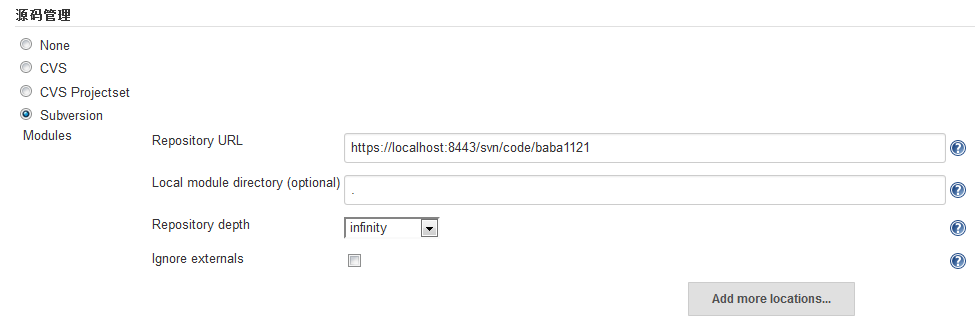 源码管理
None
CVS
CVS Projectset
Subversion
Modules
Repository URL
https://localhost:8443/svn/code/baba1121
Local module directory (optional)
.
Repository depth
infinity
Ignore externals
Add more locations...